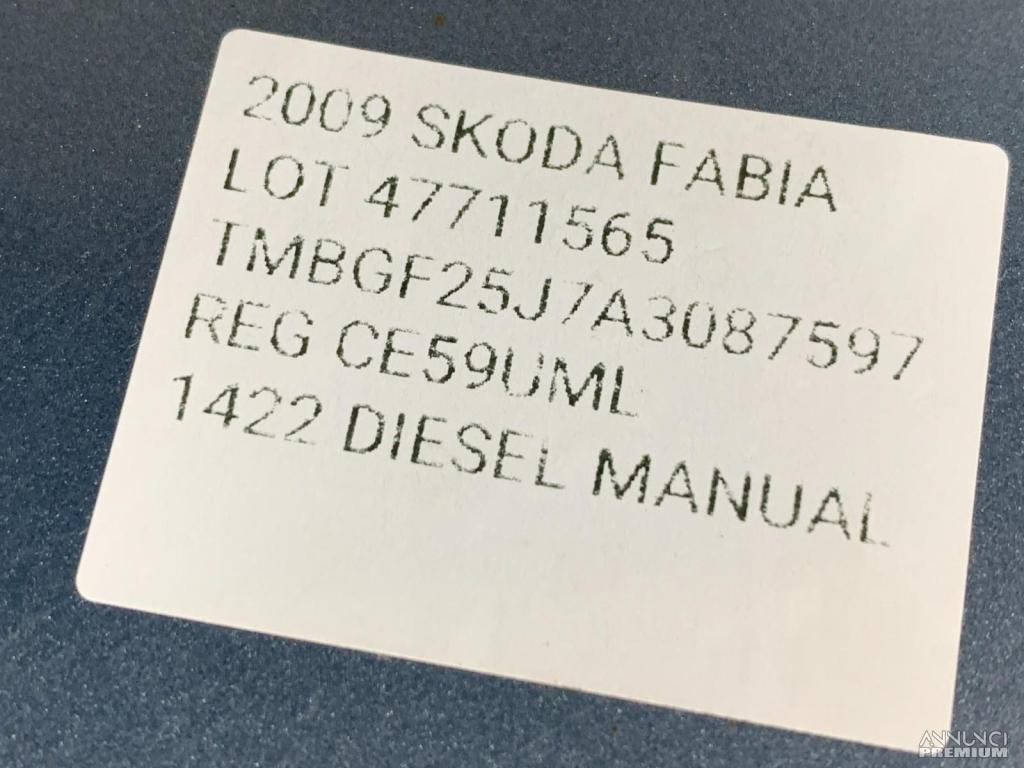 2009 SKODA FABIA
LOT 47711565
TMBGF25J7A3087597
REG CE59UML
1422 DIESEL MANUAL
ANNUNCI
PREMIUM